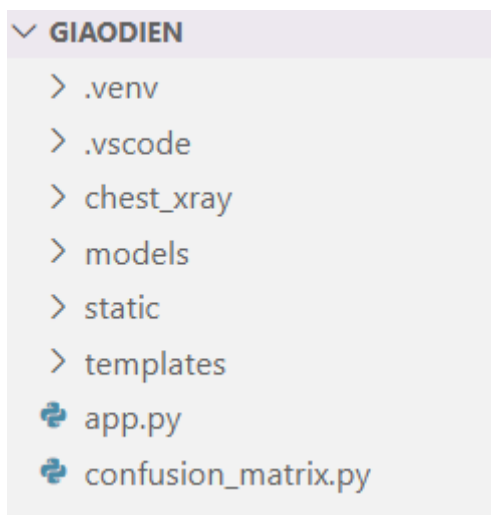 GIAODIEN
.venv
.vscode
chest_xray
models
static
templates
app.py
confusion_matrix.py